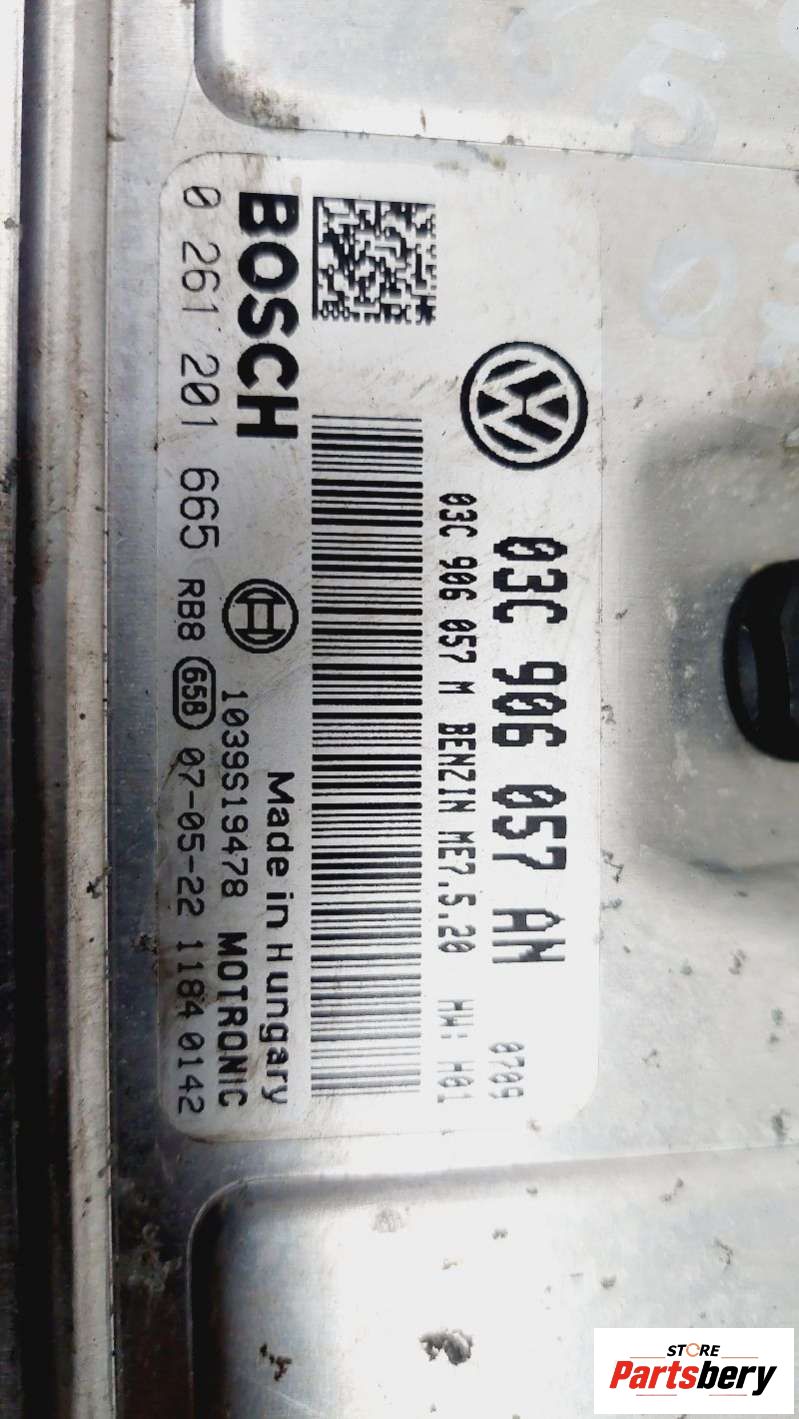 03C 906 057 AN 0709
03C 906 057 M BENZIN ME7.5.20 HW: H01
BOSCH
Made in Hungary
1039S19478 MOTRONIC
0 261 201 665 RB8 65B 07-05-22 1184 0142
STORE
Partsbery